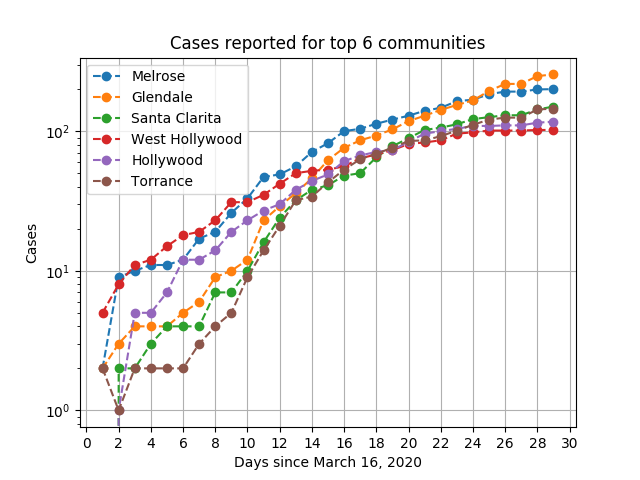 Cases reported for top 6 communities
Melrose
Glendale
Santa Clarita
West Hollywood
Hollywood
Torrance
Cases
10²
10¹
10⁰
0 2 4 6 8 10 12 14 16 18 20 22 24 26 28 30
Days since March 16, 2020